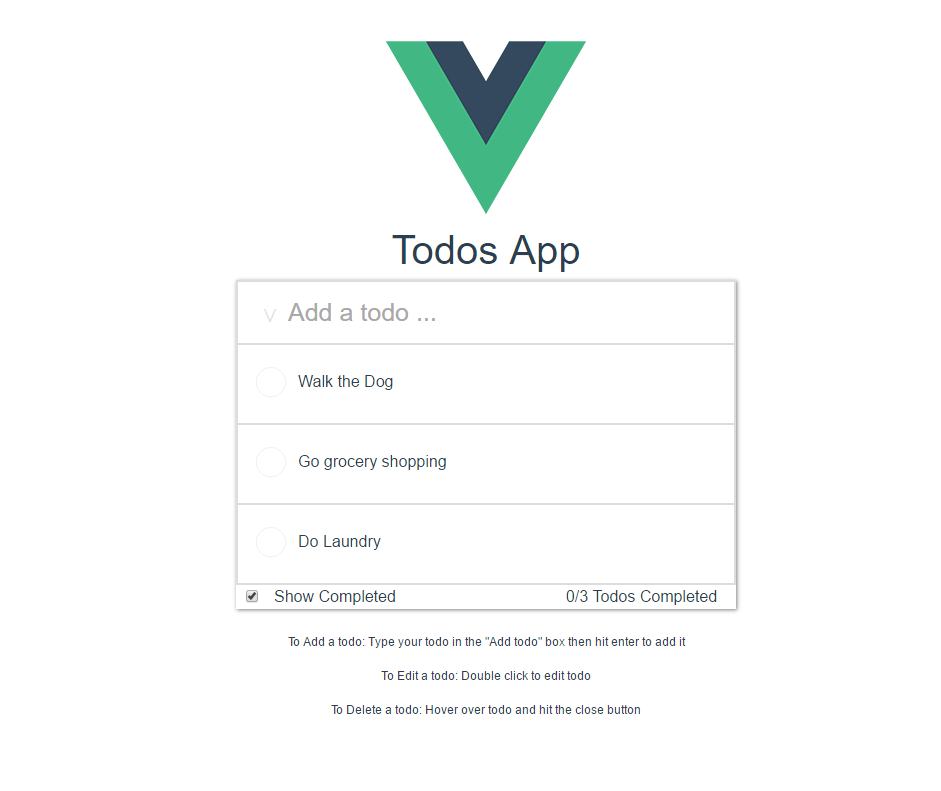 Todos App
Add a todo ...
Walk the Dog
Go grocery shopping
Do Laundry
Show Completed 0/3 Todos Completed
To Add a todo: Type your todo in the "Add todo" box then hit enter to add it
To Edit a todo: Double click to edit todo
To Delete a todo: Hover over todo and hit the close button